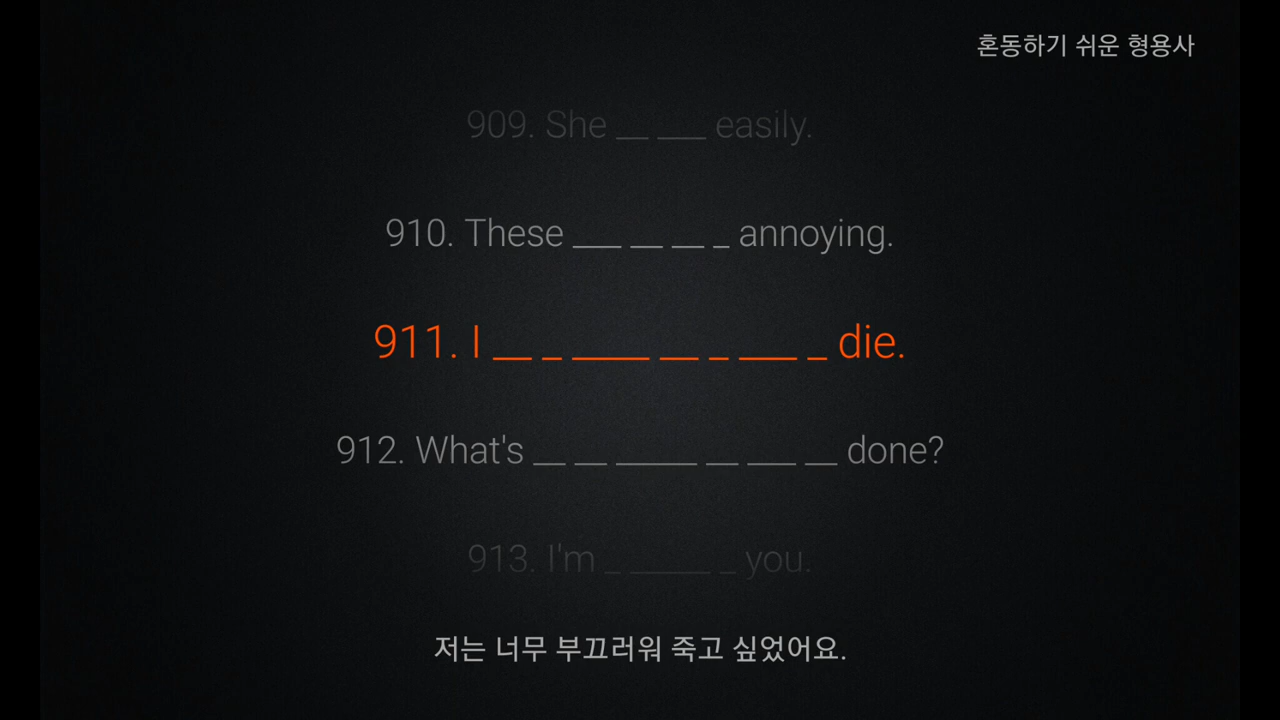 혼동하기 쉬운 형용사
909. She __ ___ easily.
910. These ___ __ __ _ annoying.
911. I __ _ ____ __ _ ___ _ die.
912. What's __ __ _____ __ ___ __ done?
913. I'm _ _____ _ you.
저는 너무 부끄러워 죽고 싶었어요.